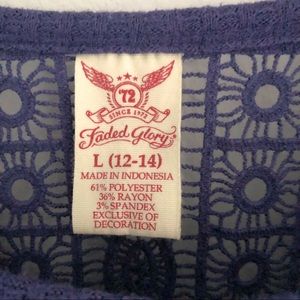 '72
SINCE 1972
Faded Glory
L (12-14)
MADE IN INDONESIA
61% POLYESTER
36% RAYON
3% SPANDEX
EXCLUSIVE OF
DECORATION